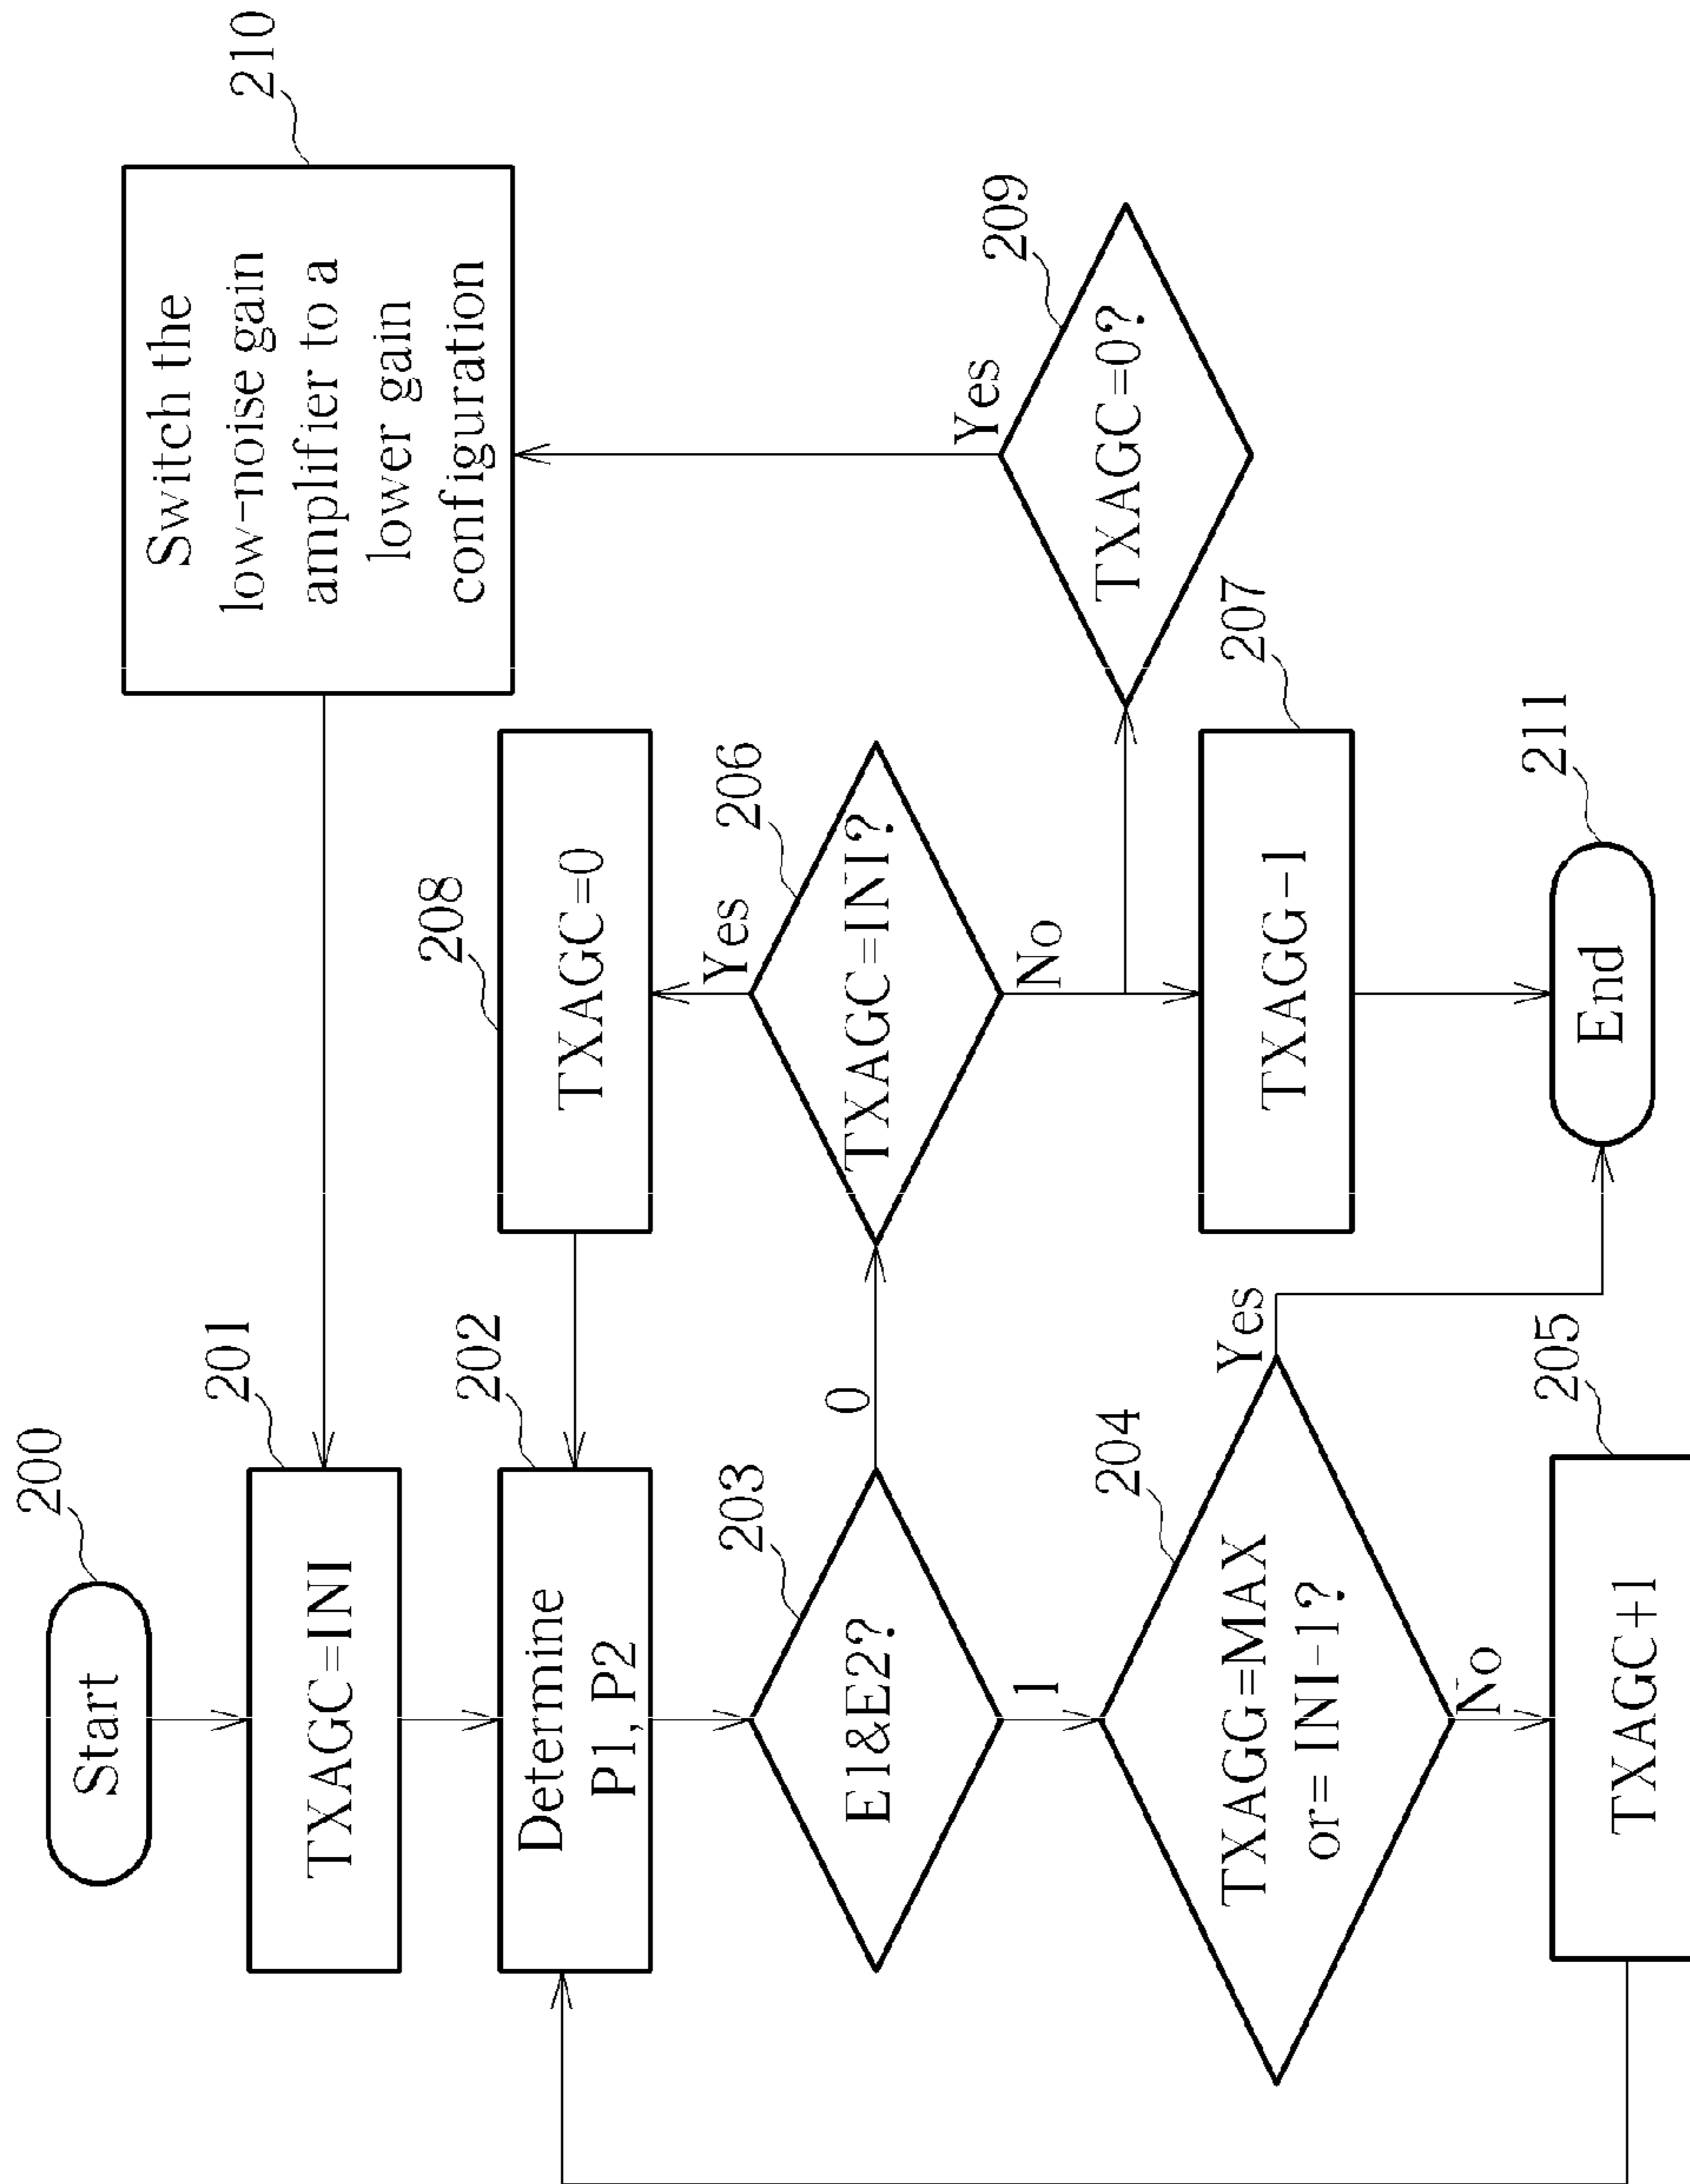 Start
200
TXAGC=INI
201
Determine
P1, P2
202
E1&E2?
203
0
1
TXAGG=MAX
or= INI-1?
204
Yes
No
TXAGC+1
205
TXAGC=INI?
206
Yes
No
TXAGC=0
208
TXAGG-1
207
TXAGC=0?
209
Yes
Switch the
low-noise gain
amplifier to a
lower gain
configuration
210
End
211